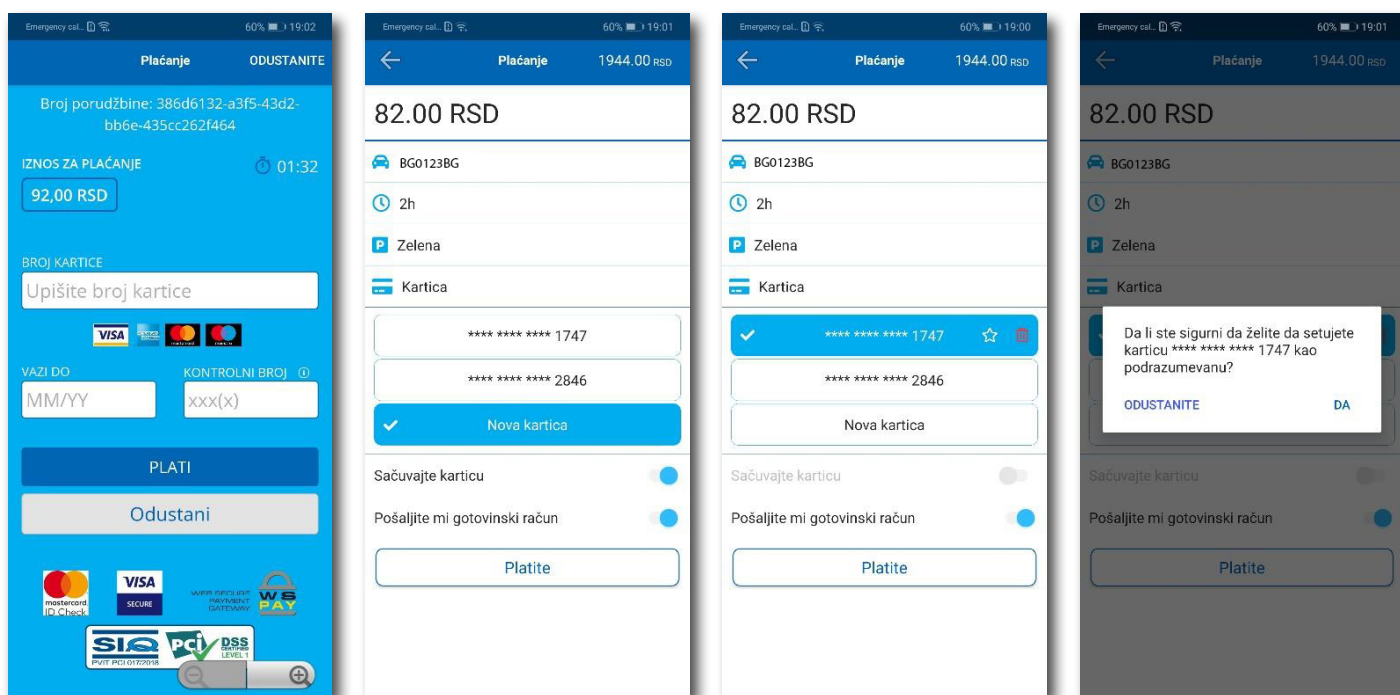 Emergency cal... 60% 19:02
Plaćanje ODUSTANITE
Broj porudžbine: 386d6132-a3f5-43d2-
bb6e-435cc262f464
IZNOS ZA PLAĆANJE 01:32
92,00 RSD
BROJ KARTICE
Upišite broj kartice
VISA mastercard
VAZI DO KONTROLNI BROJ
MM/YY xxx(x)
PLATI
Odustani
mastercard
ID Check
VISA
SECURE
WEB SECURE
PAYMENT
GATEWAY
WS
PAY
SIQ
PVIT PCI 017/2018
PCI DSS
CERTIFIED
LEVEL 1
Emergency cal... 60% 19:01
Plaćanje 1944.00 RSD
82.00 RSD
BG0123BG
2h
P Zelena
Kartica
**** **** **** 1747
**** **** **** 2846
Nova kartica
Sačuvajte karticu
Pošaljite mi gotovinski račun
Platite
Emergency cal... 60% 19:00
Plaćanje 1944.00 RSD
82.00 RSD
BG0123BG
2h
P Zelena
Kartica
**** **** **** 1747
**** **** **** 2846
Nova kartica
Sačuvajte karticu
Pošaljite mi gotovinski račun
Platite
Emergency cal... 60% 19:01
Plaćanje 1944.00 RSD
82.00 RSD
BG0123BG
2h
P Zelena
Kartica
Da li ste sigurni da želite da setujete
karticu **** **** **** 1747 kao
podrazumevanu?
ODUSTANITE DA
Sačuvajte karticu
Pošaljite mi gotovinski račun
Platite